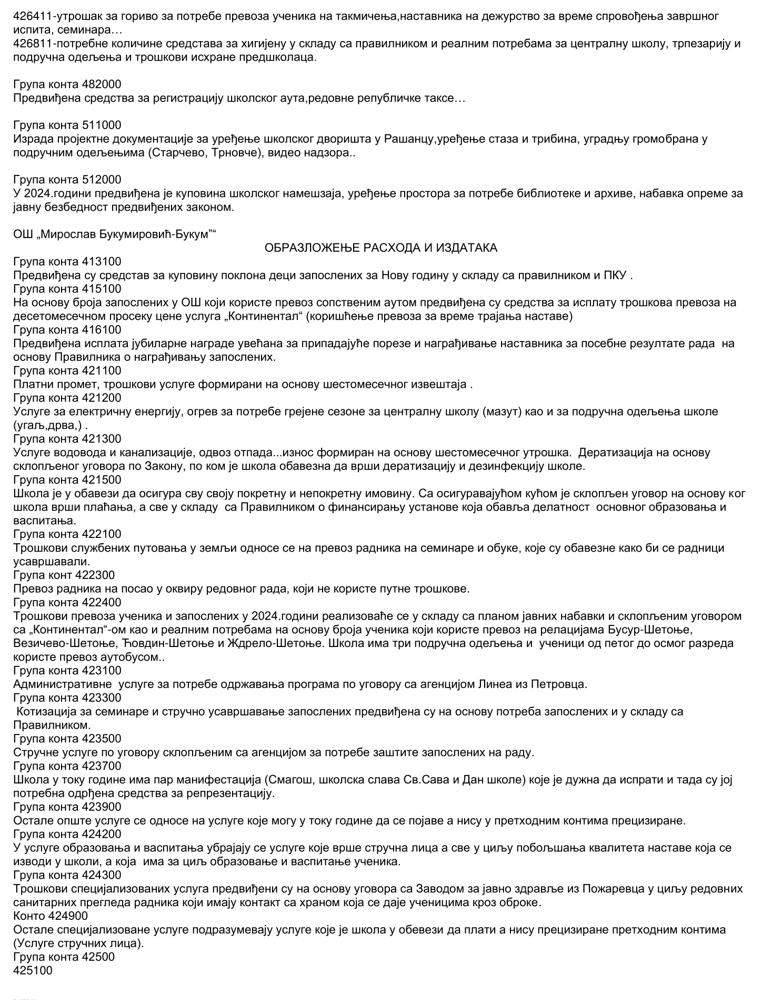 426411-утрошак за гориво за потребе превоза ученика на такмичења,наставника на дежурство за време спровођења завршног
испита, семинара…
426811-потребне количине средстава за хигијену у складу са правилником и реалним потребама за централну школу, трпезарију и
подручна одељења и трошкови исхране предшколаца.
Група конта 482000
Предвиђена средства за регистрацију школског аута,редовне републичке таксе…
Група конта 511000
Израда пројектне документације за уређење школског дворишта у Рашанцу,уређење стаза и трибина, уградњу громобрана у
подручним одељењима (Старчево, Трновче), видео надзора..
Група конта 512000
У 2024.години предвиђена је куповина школског намешзаја, уређење простора за потребе библиотеке и архиве, набавка опреме за
јавну безбедност предвиђених законом.
ОШ „Мирослав Букумировић-Букум”“
ОБРАЗЛОЖЕЊЕ РАСХОДА И ИЗДАТАКА
Група конта 413100
Предвиђена су средстав за куповину поклона деци запослених за Нову годину у складу са правилником и ПКУ .
Група конта 415100
На основу броја запослених у ОШ који користе превоз сопственим аутом предвиђена су средства за исплату трошкова превоза на
десетомесечном просеку цене услуга „Континентал“ (коришћење превоза за време трајања наставе)
Група конта 416100
Предвиђена исплата јубиларне награде увећана за припадајуће порезе и награђивање наставника за посебне резултате рада  на
основу Правилника о награђивању запослених.
Група конта 421100
Платни промет, трошкови услуге формирани на основу шестомесечног извештаја .
Група конта 421200
Услуге за електричну енергију, огрев за потребе грејене сезоне за централну школу (мазут) као и за подручна одељења школе
(угаљ,дрва,) .
Група конта 421300
Услуге водовода и канализације, одвоз отпада...износ формиран на основу шестомесечног утрошка.  Дератизација на основу
склопљеног уговора по Закону, по ком је школа обавезна да врши дератизацију и дезинфекцију школе.
Група конта 421500
Школа је у обавези да осигура сву своју покретну и непокретну имовину. Са осигуравајућом кућом је склопљен уговор на основу ког
школа врши плаћања, а све у складу  са Правилником о финансирању установе која обавља делатност  основног образовања и
васпитања.
Група конта 422100
Трошкови службених путовања у земљи односе се на превоз радника на семинаре и обуке, које су обавезне како би се радници
усавршавали.
Група конт 422300
Превоз радника на посао у оквиру редовног рада, који не користе путне трошкове.
Група конта 422400
Трошкови превоза ученика и запослених у 2024.години реализоваће се у складу са планом јавних набавки и склопљеним уговором
са „Континентал“-ом као и реалним потребама на основу броја ученика који користе превоз на релацијама Бусур-Шетоње,
Везичево-Шетоње, Ћовдин-Шетоње и Ждрело-Шетоње. Школа има три подручна одељења и  ученици од петог до осмог разреда
користе превоз аутобусом..
Група конта 423100
Административне  услуге за потребе одржавања програма по уговору са агенцијом Линеа из Петровца.
Група конта 423300
Котизација за семинаре и стручно усавршавање запослених предвиђена су на основу потреба запослених и у складу са
Правилником.
Група конта 423500
Стручне услуге по уговору склопљеним са агенцијом за потребе заштите запослених на раду.
Група конта 423700
Школа у току године има пар манифестација (Смагош, школска слава Св.Сава и Дан школе) које је дужна да испрати и тада су јој
потребна одрђена средства за репрезентацију.
Група конта 423900
Остале опште услуге се односе на услуге које могу у току године да се појаве а нису у претходним контима прецизиране.
Група конта 424200
У услуге образовања и васпитања убрајају се услуге које врше стручна лица а све у циљу побољшања квалитета наставе која се
изводи у школи, а која  има за циљ образовање и васпитање ученика.
Група конта 424300
Трошкови специјализованих услуга предвиђени су на основу уговора са Заводом за јавно здравље из Пожаревца у циљу редовних
санитарних прегледа радника који имају контакт са храном која се даје ученицима кроз оброке.
Конто 424900
Остале специјализоване услуге подразумевају услуге које је школа у обевези да плати а нису прецизиране претходним контима
(Услуге стручних лица).
Група конта 42500
425100